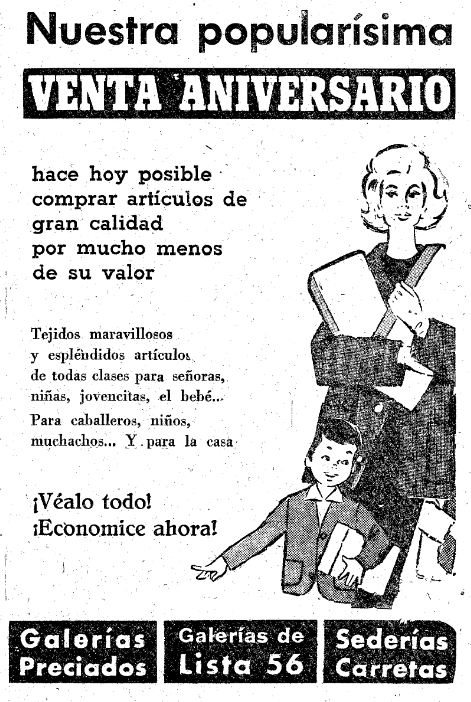 Nuestra popularísima
VENTA ANIVERSARIO
hace hoy posible
comprar artículos de
gran calidad
por mucho menos
de su valor
Tejidos maravillosos
y espléndidos artículos
de todas clases para señoras,
niñas, jovencitas, el bebé...
Para caballeros, niños,
muchachos... Y para la casa
¡Véalo todo!
¡Economice ahora!
Galerías
Preciados
Galerías de
Lista 56
Sederías
Carretas